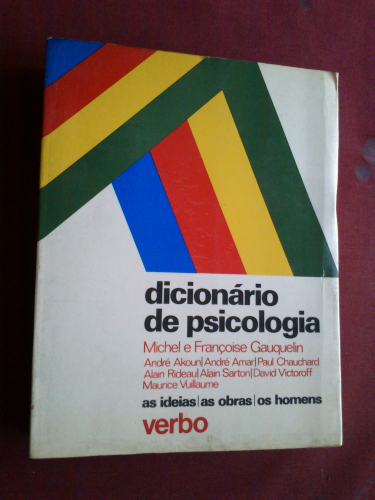 dicionário
de psicologia
Michel e Françoise Gauquelin
André Akoun|André Amar|Paul Chauchard
Alain Rideau|Alain Sarton|David Victoroff
Maurice Vuillaume
as ideias|as obras|os homens
verbo